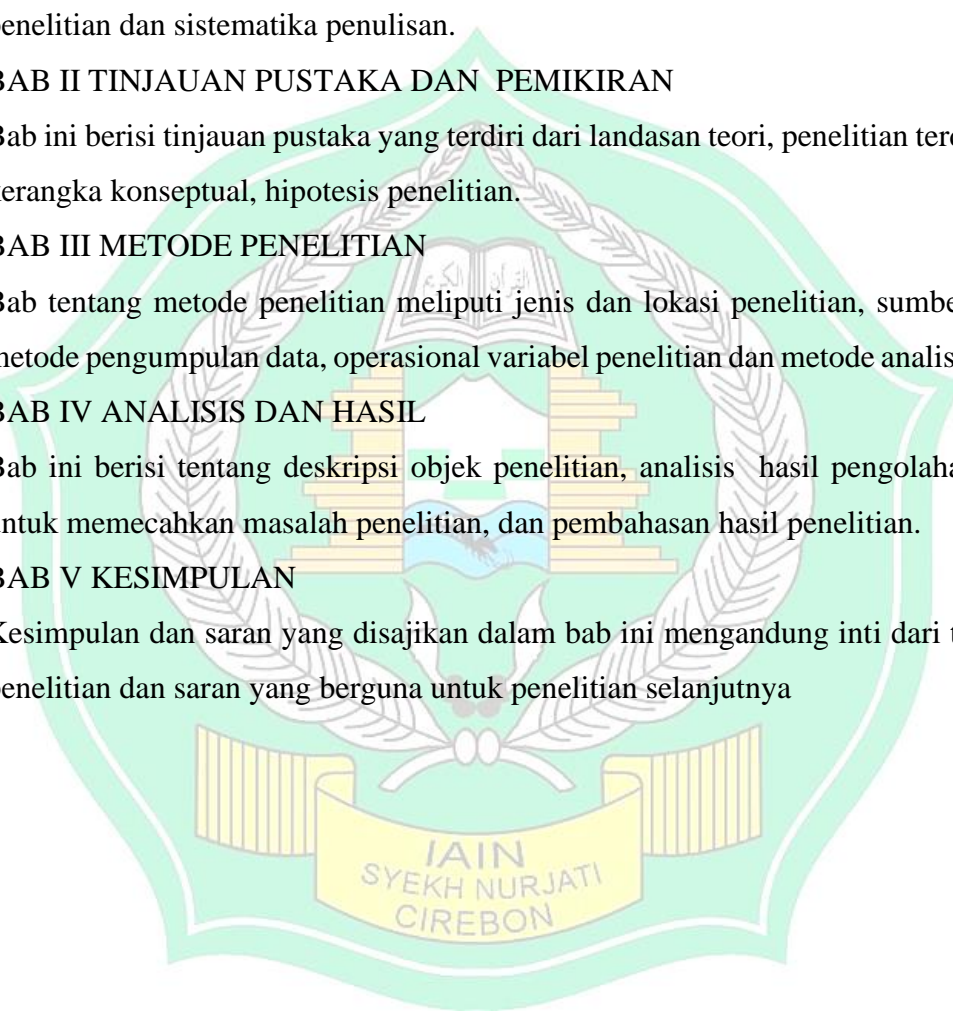 penelitian dan sistematika penulisan.
BAB II TINJAUAN PUSTAKA DAN PEMIKIRAN
Bab ini berisi tinjauan pustaka yang terdiri dari landasan teori, penelitian
kerangka konseptual, hipotesis penelitian.
BAB III METODE PENELITIAN
القرآن الكريم
Bab tentang metode penelitian meliputi jenis dan lokasi penelitian, sumbe
metode pengumpulan data, operasional variabel penelitian dan metode analis
BAB IV ANALISIS DAN HASIL
Bab ini berisi tentang deskripsi objek penelitian, analisis hasil pengolaha
untuk memecahkan masalah penelitian, dan pembahasan hasil penelitian.
BAB V KESIMPULAN
Kesimpulan dan saran yang disajikan dalam bab ini mengandung inti dari t
penelitian dan saran yang berguna untuk penelitian selanjutnya
IAIN
SYEKH NURJATI
CIREBON